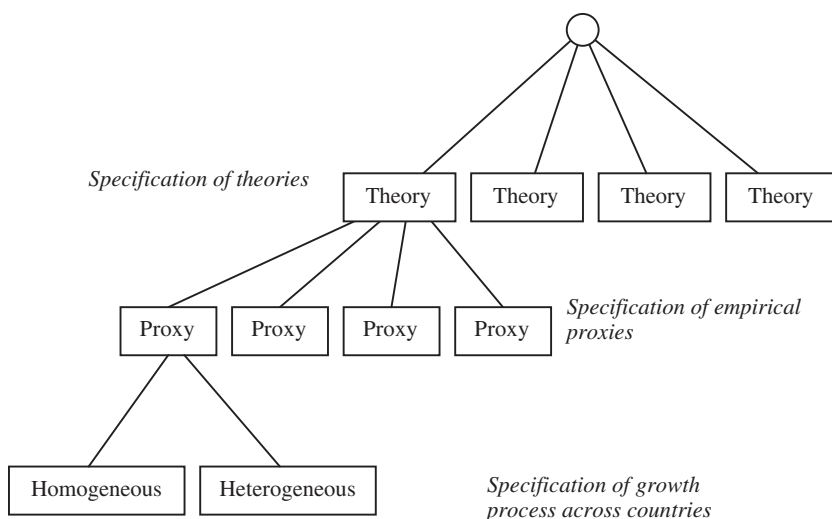 Specification of theories
Theory Theory Theory Theory
Proxy Proxy Proxy Proxy
Specification of empirical
proxies
Homogeneous Heterogeneous
Specification of growth
process across countries